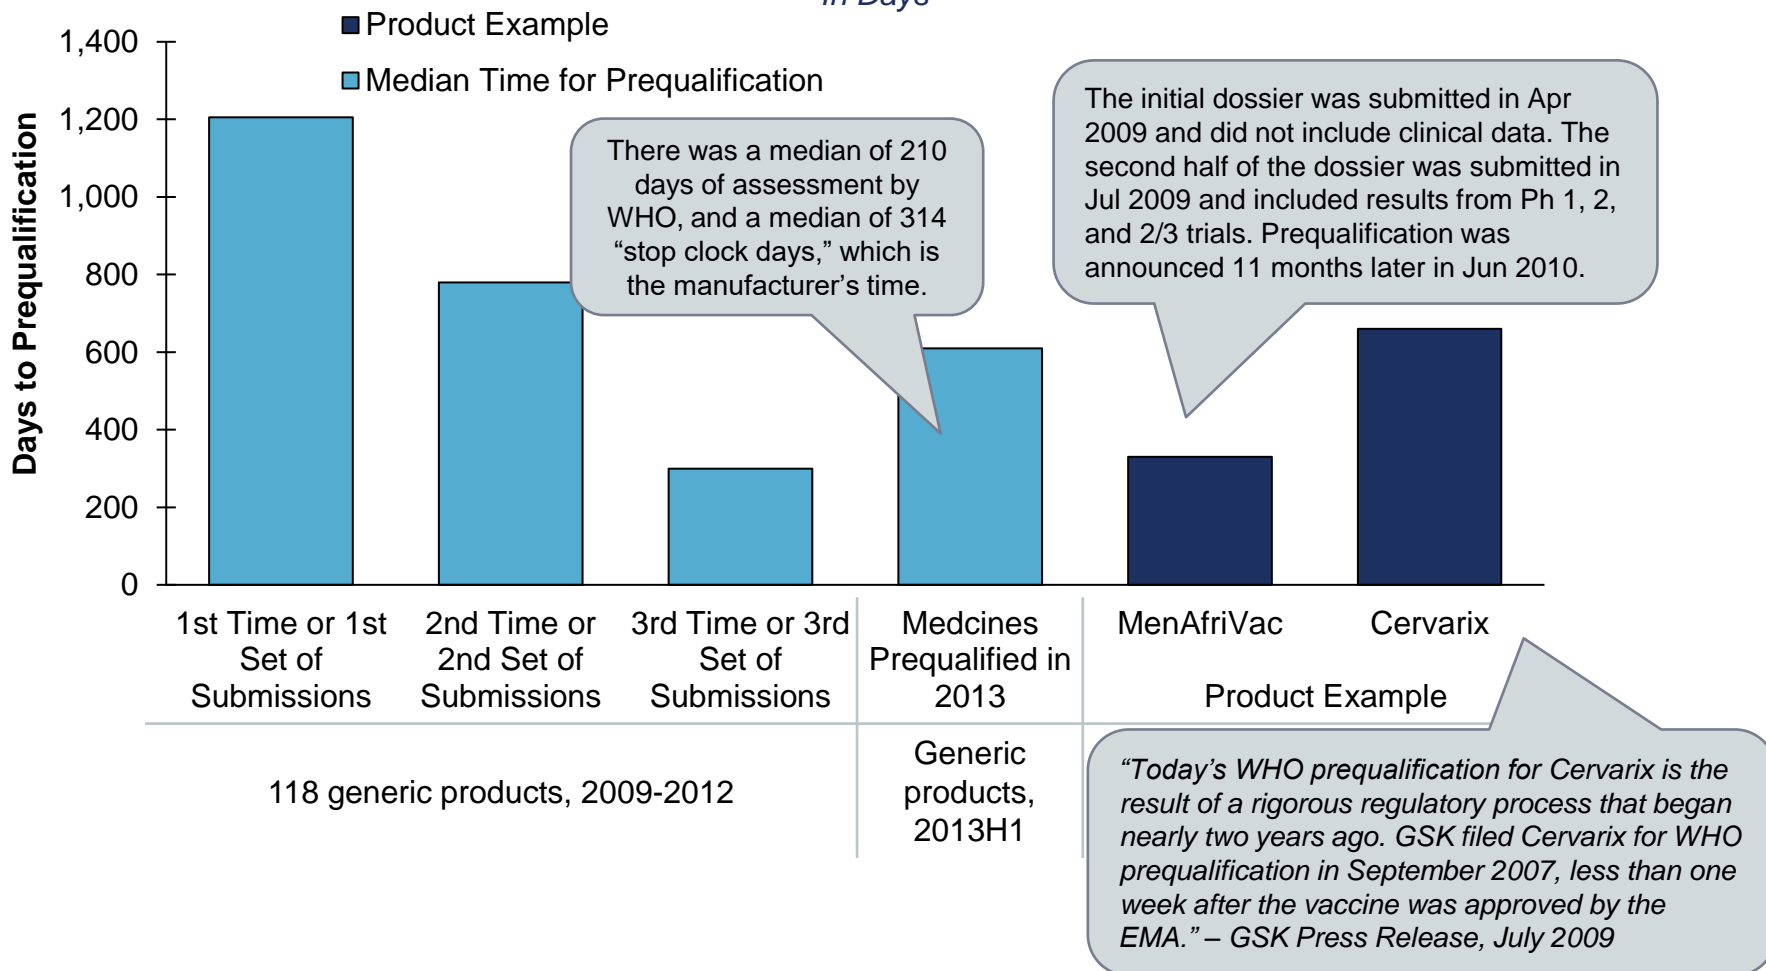 In Days
Product Example
Median Time for Prequalification
Days to Prequalification
1,400
1,200
1,000
800
600
400
200
0
There was a median of 210
days of assessment by
WHO, and a median of 314
“stop clock days,” which is
the manufacturer’s time.
The initial dossier was submitted in Apr
2009 and did not include clinical data. The
second half of the dossier was submitted in
Jul 2009 and included results from Ph 1, 2,
and 2/3 trials. Prequalification was
announced 11 months later in Jun 2010.
1st Time or 1st
Set of
Submissions
2nd Time or
2nd Set of
Submissions
3rd Time or 3rd
Set of
Submissions
Medcines
Prequalified in
2013
MenAfriVac
Cervarix
Product Example
118 generic products, 2009-2012
Generic
products,
2013H1
“Today’s WHO prequalification for Cervarix is the
result of a rigorous regulatory process that began
nearly two years ago. GSK filed Cervarix for WHO
prequalification in September 2007, less than one
week after the vaccine was approved by the
EMA.” – GSK Press Release, July 2009